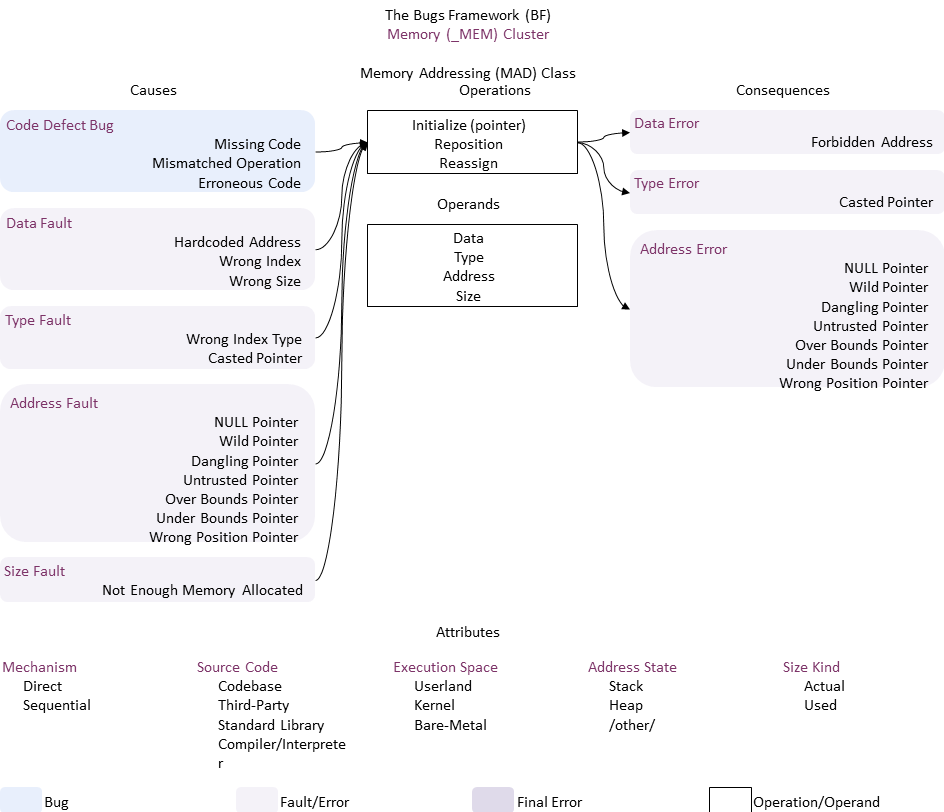 The Bugs Framework (BF)
Memory (_MEM) Cluster
Memory Addressing (MAD) Class
Causes
Operations
Consequences
Code Defect Bug
Missing Code
Mismatched Operation
Erroneous Code
Data Fault
Hardcoded Address
Wrong Index
Wrong Size
Type Fault
Wrong Index Type
Casted Pointer
Address Fault
NULL Pointer
Wild Pointer
Dangling Pointer
Untrusted Pointer
Over Bounds Pointer
Under Bounds Pointer
Wrong Position Pointer
Size Fault
Not Enough Memory Allocated
Initialize (pointer)
Reposition
Reassign
Operands
Data
Type
Address
Size
Data Error
Forbidden Address
Type Error
Casted Pointer
Address Error
NULL Pointer
Wild Pointer
Dangling Pointer
Untrusted Pointer
Over Bounds Pointer
Under Bounds Pointer
Wrong Position Pointer
Attributes
Mechanism
Direct
Sequential
Source Code
Codebase
Third-Party
Standard Library
Compiler/Interprete
r
Execution Space
Userland
Kernel
Bare-Metal
Address State
Stack
Heap
/other/
Size Kind
Actual
Used
Bug
Fault/Error
Final Error
Operation/Operand